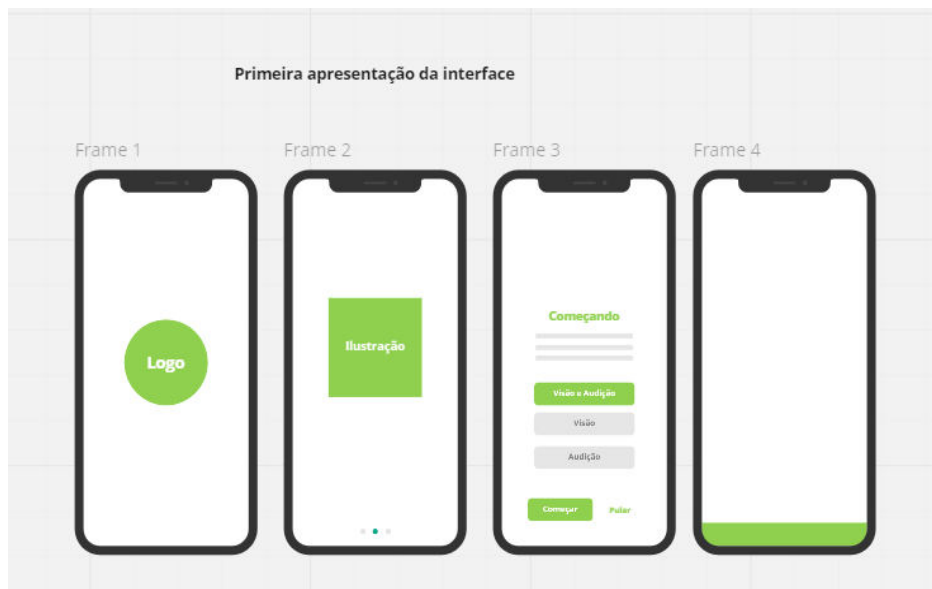 Primeira apresentação da interface
Frame 1
Frame 2
Frame 3
Frame 4
Logo
Ilustração
Começando
Visão e Audição
Visão
Audição
Começar
Pular